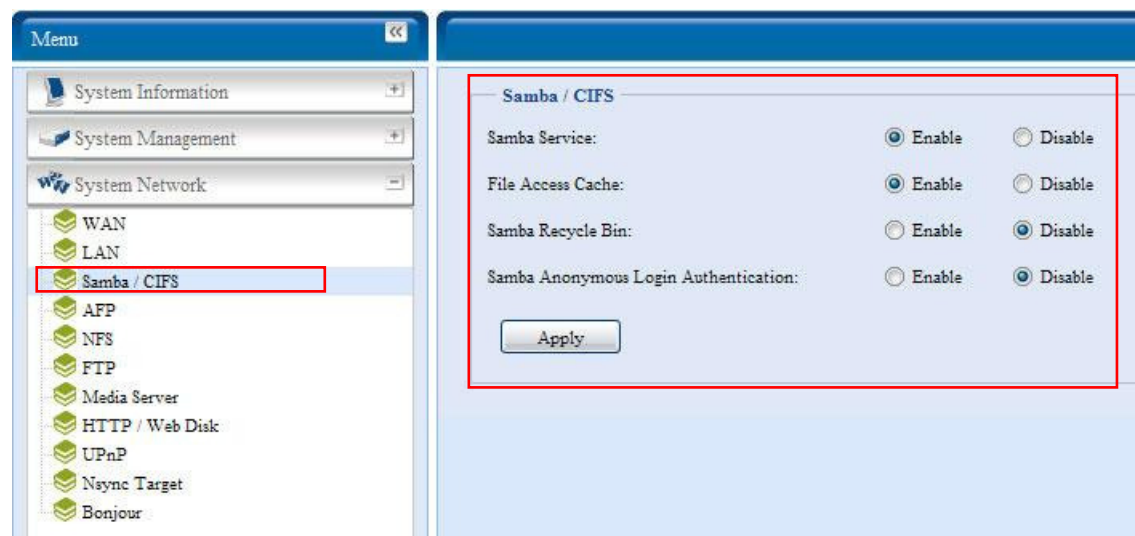 Menu
System Information
System Management
System Network
WAN
LAN
Samba / CIFS
AFP
NFS
FTP
Media Server
HTTP / Web Disk
UPnP
Nsync Target
Bonjour
Samba / CIFS
Samba Service: Enable Disable
File Access Cache: Enable Disable
Samba Recycle Bin: Enable Disable
Samba Anonymous Login Authentication: Enable Disable
Apply